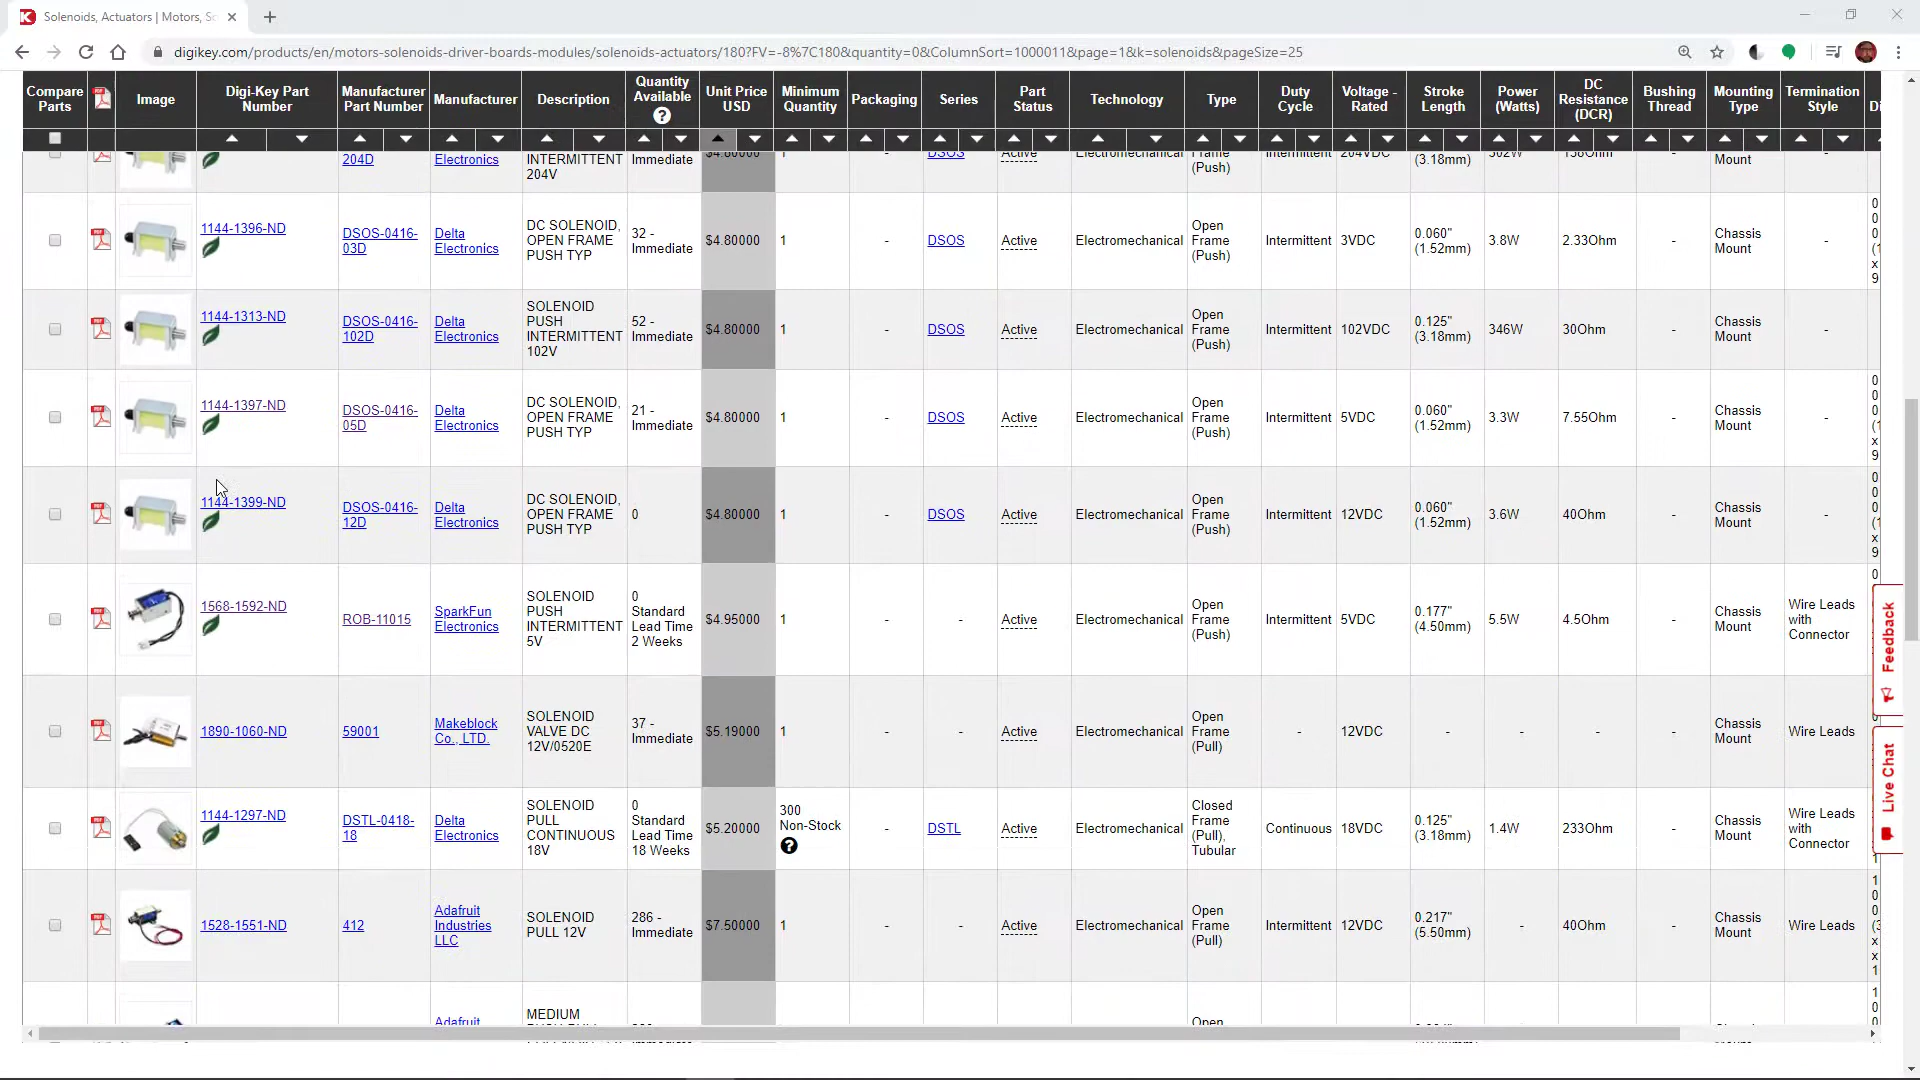 Solenoids, Actuators | Motors, So
digikey.com/products/en/motors-solenoids-driver-boards-modules/solenoids-actuators/180?FV=-8%7C180&quantity=0&ColumnSort=1000011&page=1&k=solenoids&pageSize=25
Compare Parts
Image
Digi-Key Part Number
Manufacturer Part Number
Manufacturer
Description
Quantity Available
?
Unit Price USD
Minimum Quantity
Packaging
Series
Part Status
Technology
Type
Duty Cycle
Voltage - Rated
Stroke Length
Power (Watts)
DC Resistance (DCR)
Bushing Thread
Mounting Type
Termination Style
Di
204D
Electronics
INTERMITTENT 204V
Immediate
$4.80000
1
-
DSOS
Active
Electromechanical
Frame (Push)
Intermittent
204VDC
(3.18mm)
302W
138Ohm
-
Mount
-
1144-1396-ND
DSOS-0416-03D
Delta Electronics
DC SOLENOID, OPEN FRAME PUSH TYP
32 - Immediate
$4.80000
1
-
DSOS
Active
Electromechanical
Open Frame (Push)
Intermittent
3VDC
0.060" (1.52mm)
3.8W
2.33Ohm
-
Chassis Mount
-
1144-1313-ND
DSOS-0416-102D
Delta Electronics
SOLENOID PUSH INTERMITTENT 102V
52 - Immediate
$4.80000
1
-
DSOS
Active
Electromechanical
Open Frame (Push)
Intermittent
102VDC
0.125" (3.18mm)
346W
30Ohm
-
Chassis Mount
-
1144-1397-ND
DSOS-0416-05D
Delta Electronics
DC SOLENOID, OPEN FRAME PUSH TYP
21 - Immediate
$4.80000
1
-
DSOS
Active
Electromechanical
Open Frame (Push)
Intermittent
5VDC
0.060" (1.52mm)
3.3W
7.55Ohm
-
Chassis Mount
-
1144-1399-ND
DSOS-0416-12D
Delta Electronics
DC SOLENOID, OPEN FRAME PUSH TYP
0
$4.80000
1
-
DSOS
Active
Electromechanical
Open Frame (Push)
Intermittent
12VDC
0.060" (1.52mm)
3.6W
40Ohm
-
Chassis Mount
-
1568-1592-ND
ROB-11015
SparkFun Electronics
SOLENOID PUSH INTERMITTENT 5V
0 Standard Lead Time 2 Weeks
$4.95000
1
-
-
Active
Electromechanical
Open Frame (Push)
Intermittent
5VDC
0.177" (4.50mm)
5.5W
4.5Ohm
-
Chassis Mount
Wire Leads with Connector
1890-1060-ND
59001
Makeblock Co., LTD.
SOLENOID VALVE DC 12V/0520E
37 - Immediate
$5.19000
1
-
-
Active
Electromechanical
Open Frame (Pull)
-
12VDC
-
-
-
-
Chassis Mount
Wire Leads
1144-1297-ND
DSTL-0418-18
Delta Electronics
SOLENOID PULL CONTINUOUS 18V
0 Standard Lead Time 18 Weeks
$5.20000
300 Non-Stock
?
-
DSTL
Active
Electromechanical
Closed Frame (Pull), Tubular
Continuous
18VDC
0.125" (3.18mm)
1.4W
233Ohm
-
Chassis Mount
Wire Leads with Connector
1528-1551-ND
412
Adafruit Industries LLC
SOLENOID PULL 12V
286 - Immediate
$7.50000
1
-
-
Active
Electromechanical
Open Frame (Pull)
Intermittent
12VDC
0.217" (5.50mm)
-
40Ohm
-
Chassis Mount
Wire Leads
Adafruit
MEDIUM
Open
Feedback
Live Chat